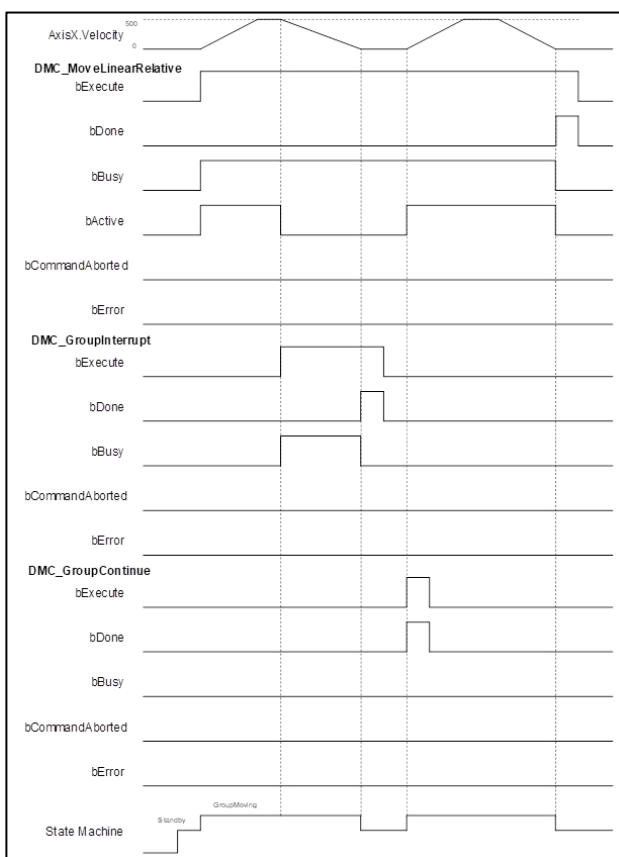 500
AxisX.Velocity
0
DMC_MoveLinearRelative
bExecute
bDone
bBusy
bActive
bCommandAborted
bError
DMC_GroupInterrupt
bExecute
bDone
bBusy
bCommandAborted
bError
DMC_GroupContinue
bExecute
bDone
bBusy
bCommandAborted
bError
GroupMoving
Standby
State Machine